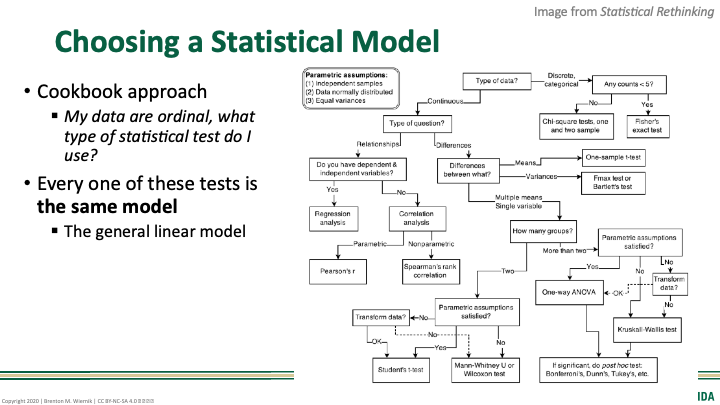 Image from Statistical Rethinking
Choosing a Statistical Model
• Cookbook approach
▪ My data are ordinal, what
type of statistical test do I
use?
• Every one of these tests is
the same model
▪ The general linear model
Parametric assumptions:
(1) Independent samples
(2) Data normally distributed
(3) Equal variances
Type of data?
Discrete,
categorical
Any counts < 5?
Continuous
No
Yes
Chi-square tests, one
and two sample
Fisher's
exact test
Type of question?
Relationships
Differences
Do you have dependent &
independent variables?
Differences
between what?
Means
One-sample t-test
Variances
Fmax test or
Bartlett's test
Yes
No
Multiple means
Single variable
Regression
analysis
Correlation
analysis
How many groups?
Parametric assumptions
satisfied?
More than two
Parametric
Nonparametric
Two
Yes
No
No
Pearson's r
Spearman's rank
correlation
Transform
data?
One-way ANOVA
OK
No
Parametric assumptions
satisfied?
Transform data?
No
No
Kruskall-Wallis test
OK
Yes
No
Student's t-test
Mann-Whitney U or
Wilcoxon test
If significant, do post hoc test:
Bonferroni's, Dunn's, Tukey's, etc.
Copyright 2020 | Brenton M. Wiernik | CC BY-NC-SA 4.0
IDA